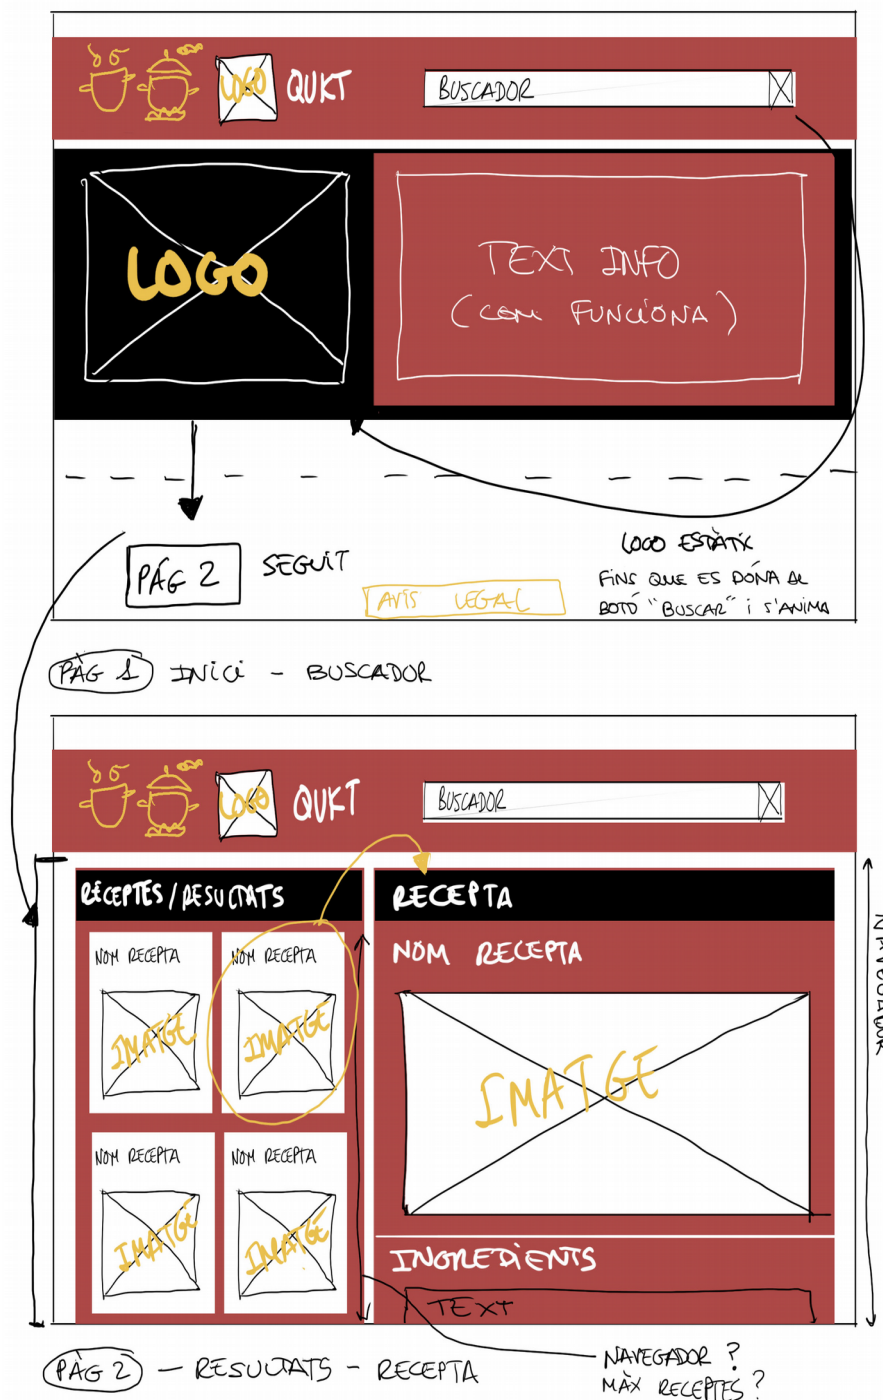 LOGO QUKT
BUSCADOR
LOGO
TEXT INFO
(COM FUNCIONA)
PÁG 2 SEGUIT
AVIS LEGAL
LOGO ESTÀTIC
FINS QUE ES DÓNA AL
BOTÓ "BUSCAR" i S'ANIMA
PÀG 1 INICI - BUSCADOR
LOGO QUKT
BUSCADOR
RECEPTES/RESULTATS
RECEPTA
NOM RECEPTA
NOM RECEPTA
IMATGE
IMATGE
NOM RECEPTA
IMATGE
NAVEGADOR
NOM RECEPTA
NOM RECEPTA
IMATGE
IMATGE
INGREDIENTS
TEXT
PÀG 2 - RESULTATS - RECEPTA
NAVEGADOR ?
MÀX RECEPTES ?